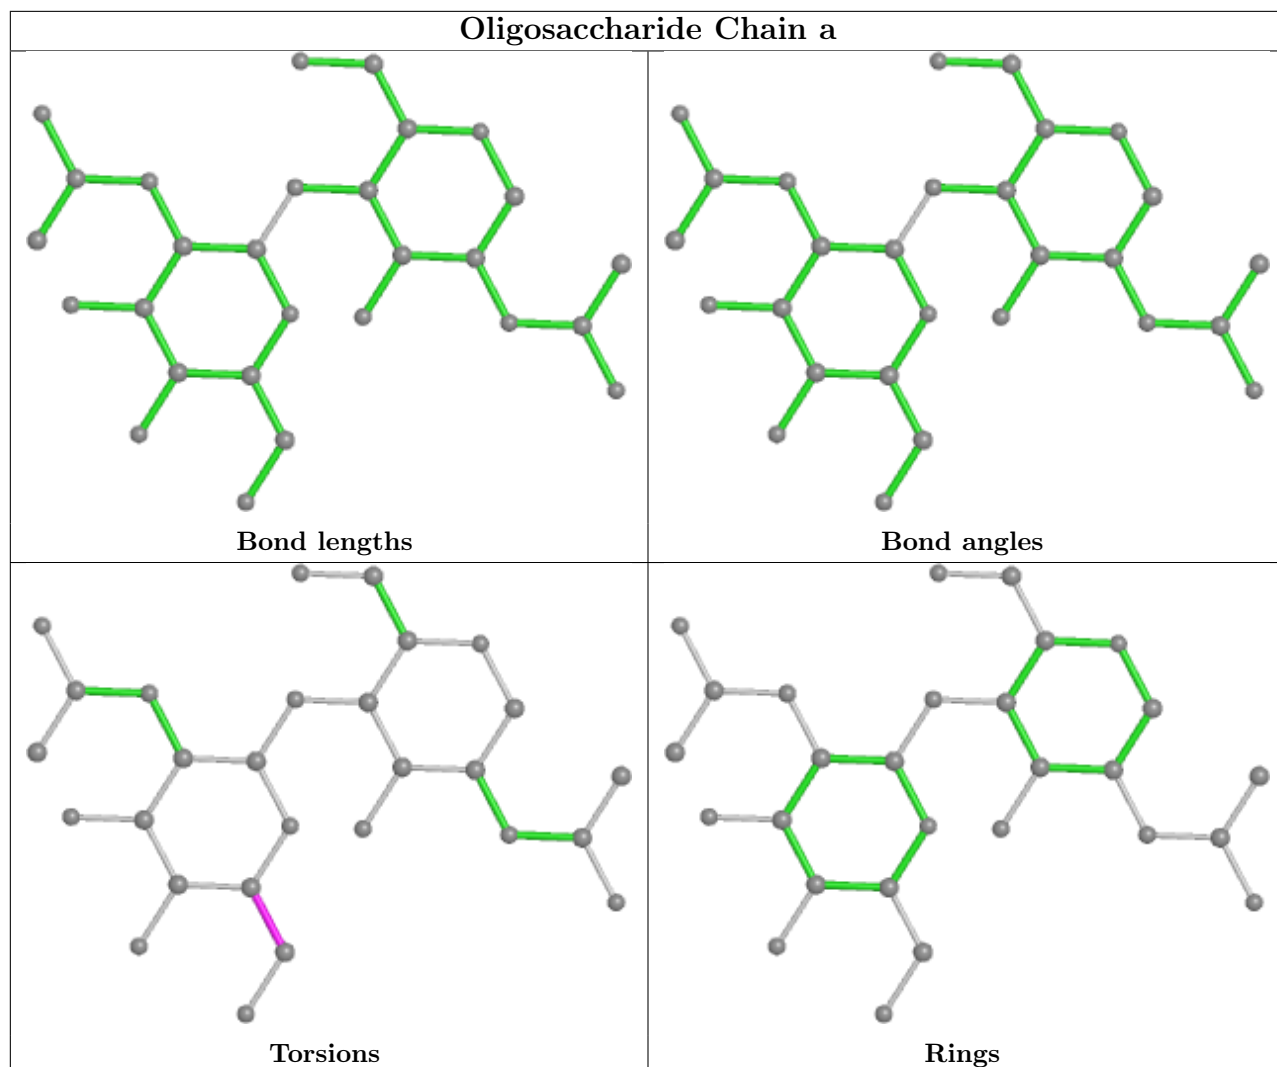 Oligosaccharide Chain a
Bond lengths
Bond angles
Torsions
Rings